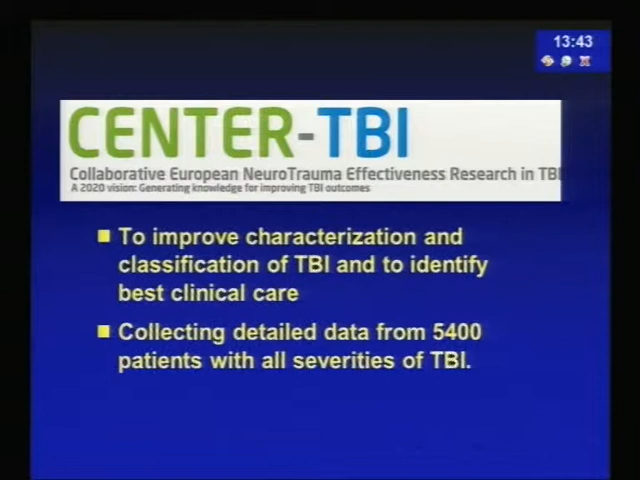 13:43
CENTER-TBI
Collaborative European NeuroTrauma Effectiveness Research in TBI
A 2020 vision: Generating knowledge for improving TBI outcomes
To improve characterization and
classification of TBI and to identify
best clinical care
Collecting detailed data from 5400
patients with all severities of TBI.